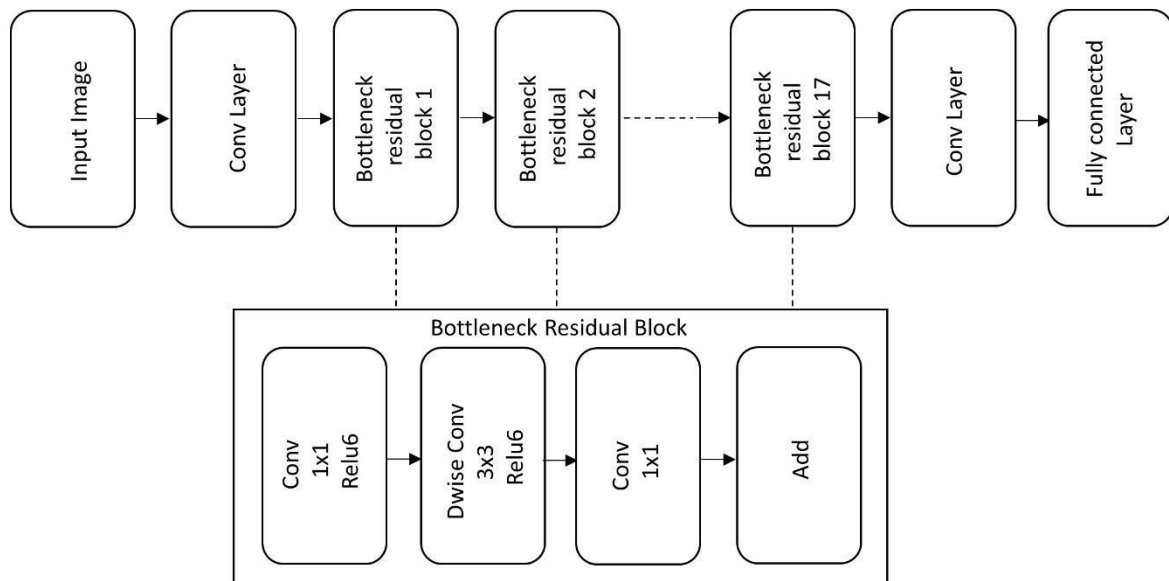 Input Image
Conv Layer
Bottleneck
residual
block 1
Bottleneck
residual
block 2
Bottleneck
residual
block 17
Conv Layer
Fully connected
Layer
Bottleneck Residual Block
Conv
1x1
Relu6
Dwise Conv
3x3
Relu6
Conv
1x1
Add